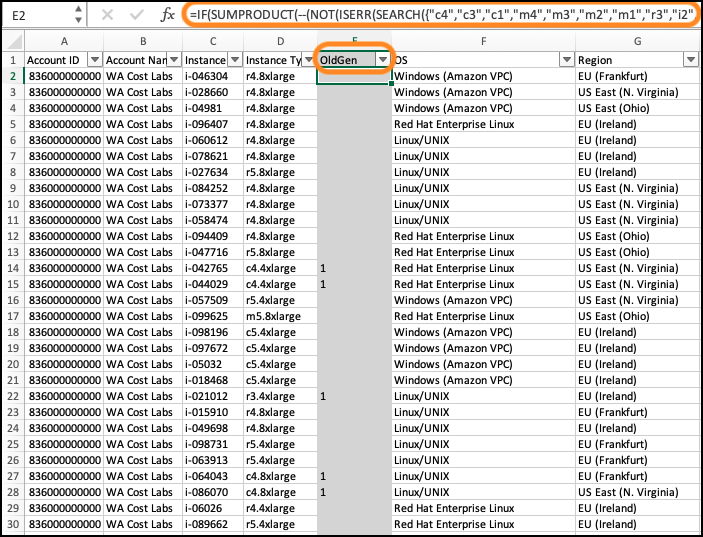 E2 fx =IF(SUMPRODUCT(--(NOT(ISERR(SEARCH({"c4","c3","c1","m4","m3","m2","m1","r3","i2"
A B C D E F G
1 Account ID Account Nar Instance Instance Ty OldGen OS Region
2 836000000000 WA Cost Labs i-046304 r4.8xlarge Windows (Amazon VPC) EU (Frankfurt)
3 836000000000 WA Cost Labs i-028660 r4.8xlarge Windows (Amazon VPC) US East (N. Virginia)
4 836000000000 WA Cost Labs i-04981 r4.8xlarge Windows (Amazon VPC) US East (Ohio)
5 836000000000 WA Cost Labs i-096407 r4.8xlarge Red Hat Enterprise Linux EU (Ireland)
6 836000000000 WA Cost Labs i-060612 r4.8xlarge Linux/UNIX EU (Ireland)
7 836000000000 WA Cost Labs i-078621 r4.8xlarge Linux/UNIX EU (Ireland)
8 836000000000 WA Cost Labs i-027634 r5.8xlarge Linux/UNIX EU (Ireland)
9 836000000000 WA Cost Labs i-084252 r4.8xlarge Linux/UNIX US East (N. Virginia)
10 836000000000 WA Cost Labs i-073377 r4.8xlarge Linux/UNIX US East (N. Virginia)
11 836000000000 WA Cost Labs i-058474 r4.8xlarge Linux/UNIX US East (N. Virginia)
12 836000000000 WA Cost Labs i-094409 r4.8xlarge Red Hat Enterprise Linux US East (Ohio)
13 836000000000 WA Cost Labs i-047716 r5.8xlarge Red Hat Enterprise Linux US East (Ohio)
14 836000000000 WA Cost Labs i-042765 c4.4xlarge 1 Red Hat Enterprise Linux US East (N. Virginia)
15 836000000000 WA Cost Labs i-044029 c4.4xlarge 1 Red Hat Enterprise Linux US East (N. Virginia)
16 836000000000 WA Cost Labs i-057509 r5.4xlarge Windows (Amazon VPC) US East (N. Virginia)
17 836000000000 WA Cost Labs i-099625 m5.8xlarge Red Hat Enterprise Linux US East (Ohio)
18 836000000000 WA Cost Labs i-098196 c5.4xlarge Windows (Amazon VPC) EU (Ireland)
19 836000000000 WA Cost Labs i-097672 c5.4xlarge Windows (Amazon VPC) EU (Ireland)
20 836000000000 WA Cost Labs i-05032 c5.4xlarge Windows (Amazon VPC) EU (Ireland)
21 836000000000 WA Cost Labs i-018468 c5.4xlarge Windows (Amazon VPC) EU (Ireland)
22 836000000000 WA Cost Labs i-021012 r3.4xlarge 1 Linux/UNIX EU (Ireland)
23 836000000000 WA Cost Labs i-015910 r4.8xlarge Linux/UNIX EU (Frankfurt)
24 836000000000 WA Cost Labs i-049698 r4.8xlarge Linux/UNIX EU (Ireland)
25 836000000000 WA Cost Labs i-098731 r5.4xlarge Linux/UNIX EU (Frankfurt)
26 836000000000 WA Cost Labs i-063913 r5.4xlarge Linux/UNIX EU (Frankfurt)
27 836000000000 WA Cost Labs i-064043 c4.8xlarge 1 Linux/UNIX EU (Frankfurt)
28 836000000000 WA Cost Labs i-086070 c4.8xlarge 1 Linux/UNIX US East (N. Virginia)
29 836000000000 WA Cost Labs i-06026 r4.4xlarge Red Hat Enterprise Linux EU (Ireland)
30 836000000000 WA Cost Labs i-089662 r5.4xlarge Red Hat Enterprise Linux EU (Ireland)